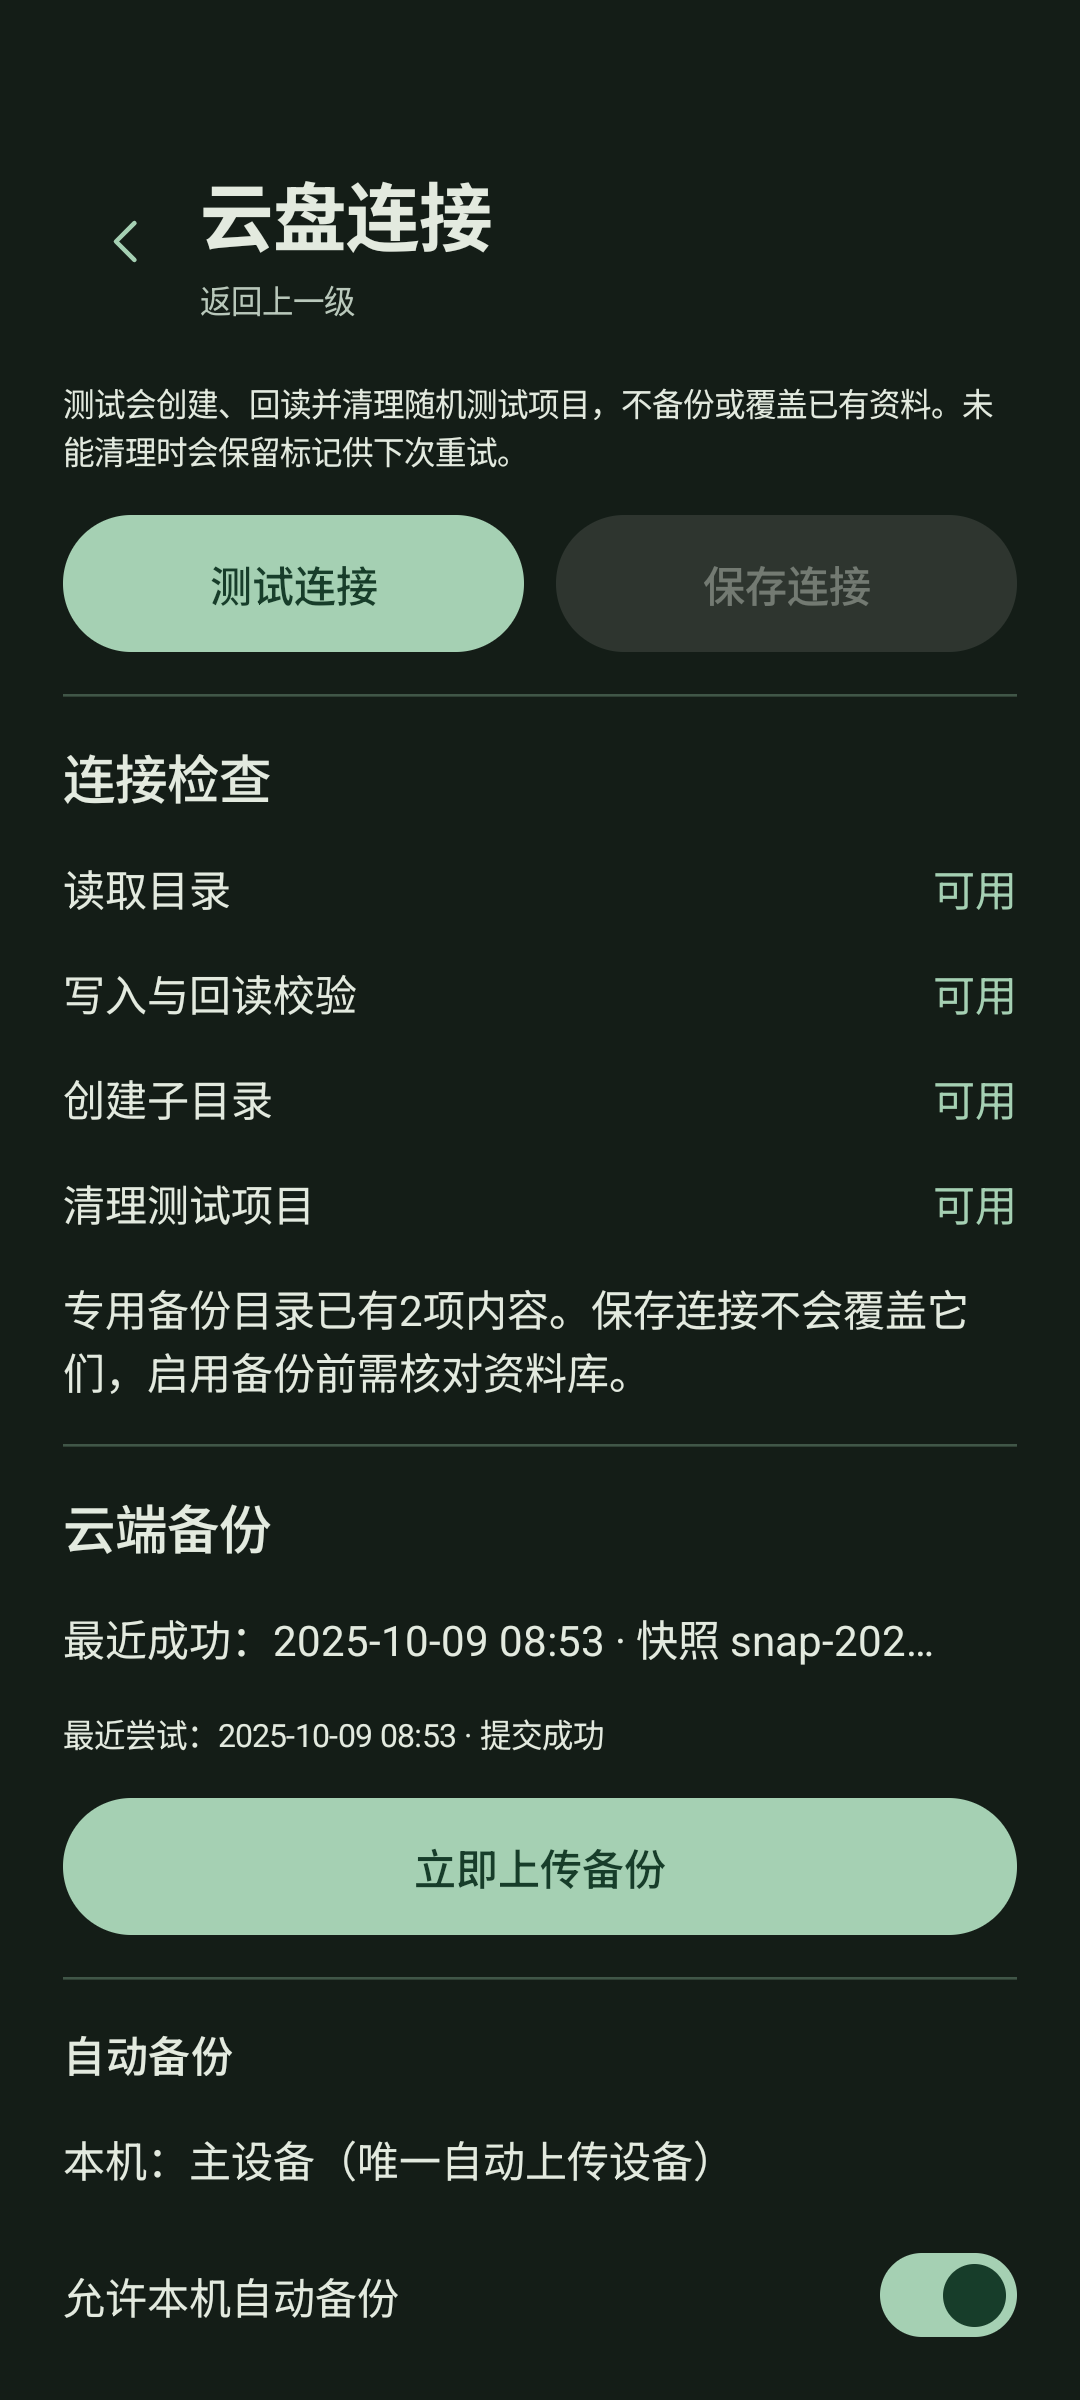 云盘连接
返回上一级
测试会创建、回读并清理随机测试项目，不备份或覆盖已有资料。未
能清理时会保留标记供下次重试。
测试连接
保存连接
连接检查
读取目录
可用
写入与回读校验
可用
创建子目录
可用
清理测试项目
可用
专用备份目录已有2项内容。保存连接不会覆盖它
们，启用备份前需核对资料库。
云端备份
最近成功：2025-10-09 08:53 · 快照 snap-202…
最近尝试：2025-10-09 08:53 · 提交成功
立即上传备份
自动备份
本机：主设备（唯一自动上传设备）
允许本机自动备份